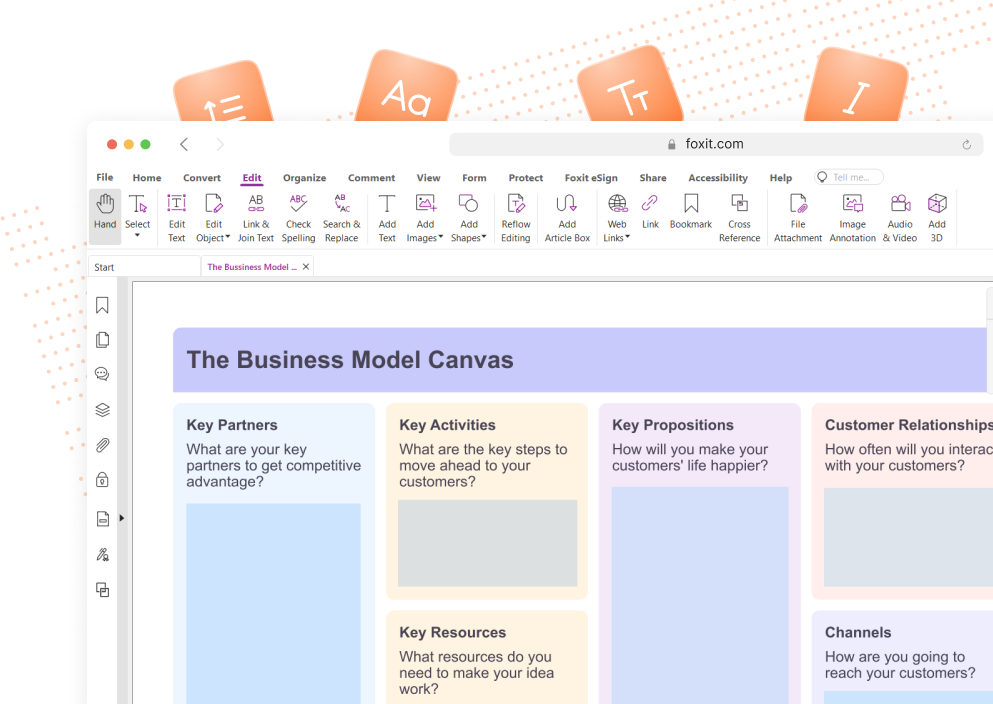 Aa
TT
I
foxit.com
File Home Convert Edit Organize Comment View Form Protect Foxit eSign Share Accessibility Help Tell me...
Hand
Select
Edit
Text
Edit
Object
AB
Link &
Join Text
ABC
Check
Spelling
AB
AC
Search &
Replace
Add
Text
Add
Images
Add
Shapes
Reflow
Editing
Add
Article Box
Web
Links
Link
Bookmark
Cross
Reference
File
Attachment
Image
Annotation
Audio
& Video
Add
3D
Start
The Bussiness Model ...
The Business Model Canvas
Key Partners
What are your key
partners to get competitive
advantage?
Key Activities
What are the key steps to
move ahead to your
customers?
Key Propositions
How will you make your
customers' life happier?
Customer Relationships
How often will you interac
with your customers?
Key Resources
What resources do you
need to make your idea
work?
Channels
How are you going to
reach your customers?